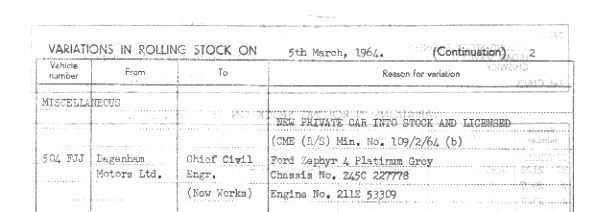 VARIATIONS IN ROLLING STOCK ON 5th March, 1964. (Continuation) 2
Vehicle number From To Reason for variation
MISCELLANEOUS
NEW PRIVATE CAR INTO STOCK AND LICENSED
(CME (R/S) Min. No. 109/2/64 (b)
504 FJJ Dagenham Chief Civil Ford Zephyr 4 Platinum Grey
Motors Ltd. Engr. Chassis No. Z45C 227778
(New Works) Engine No. 211E 53309